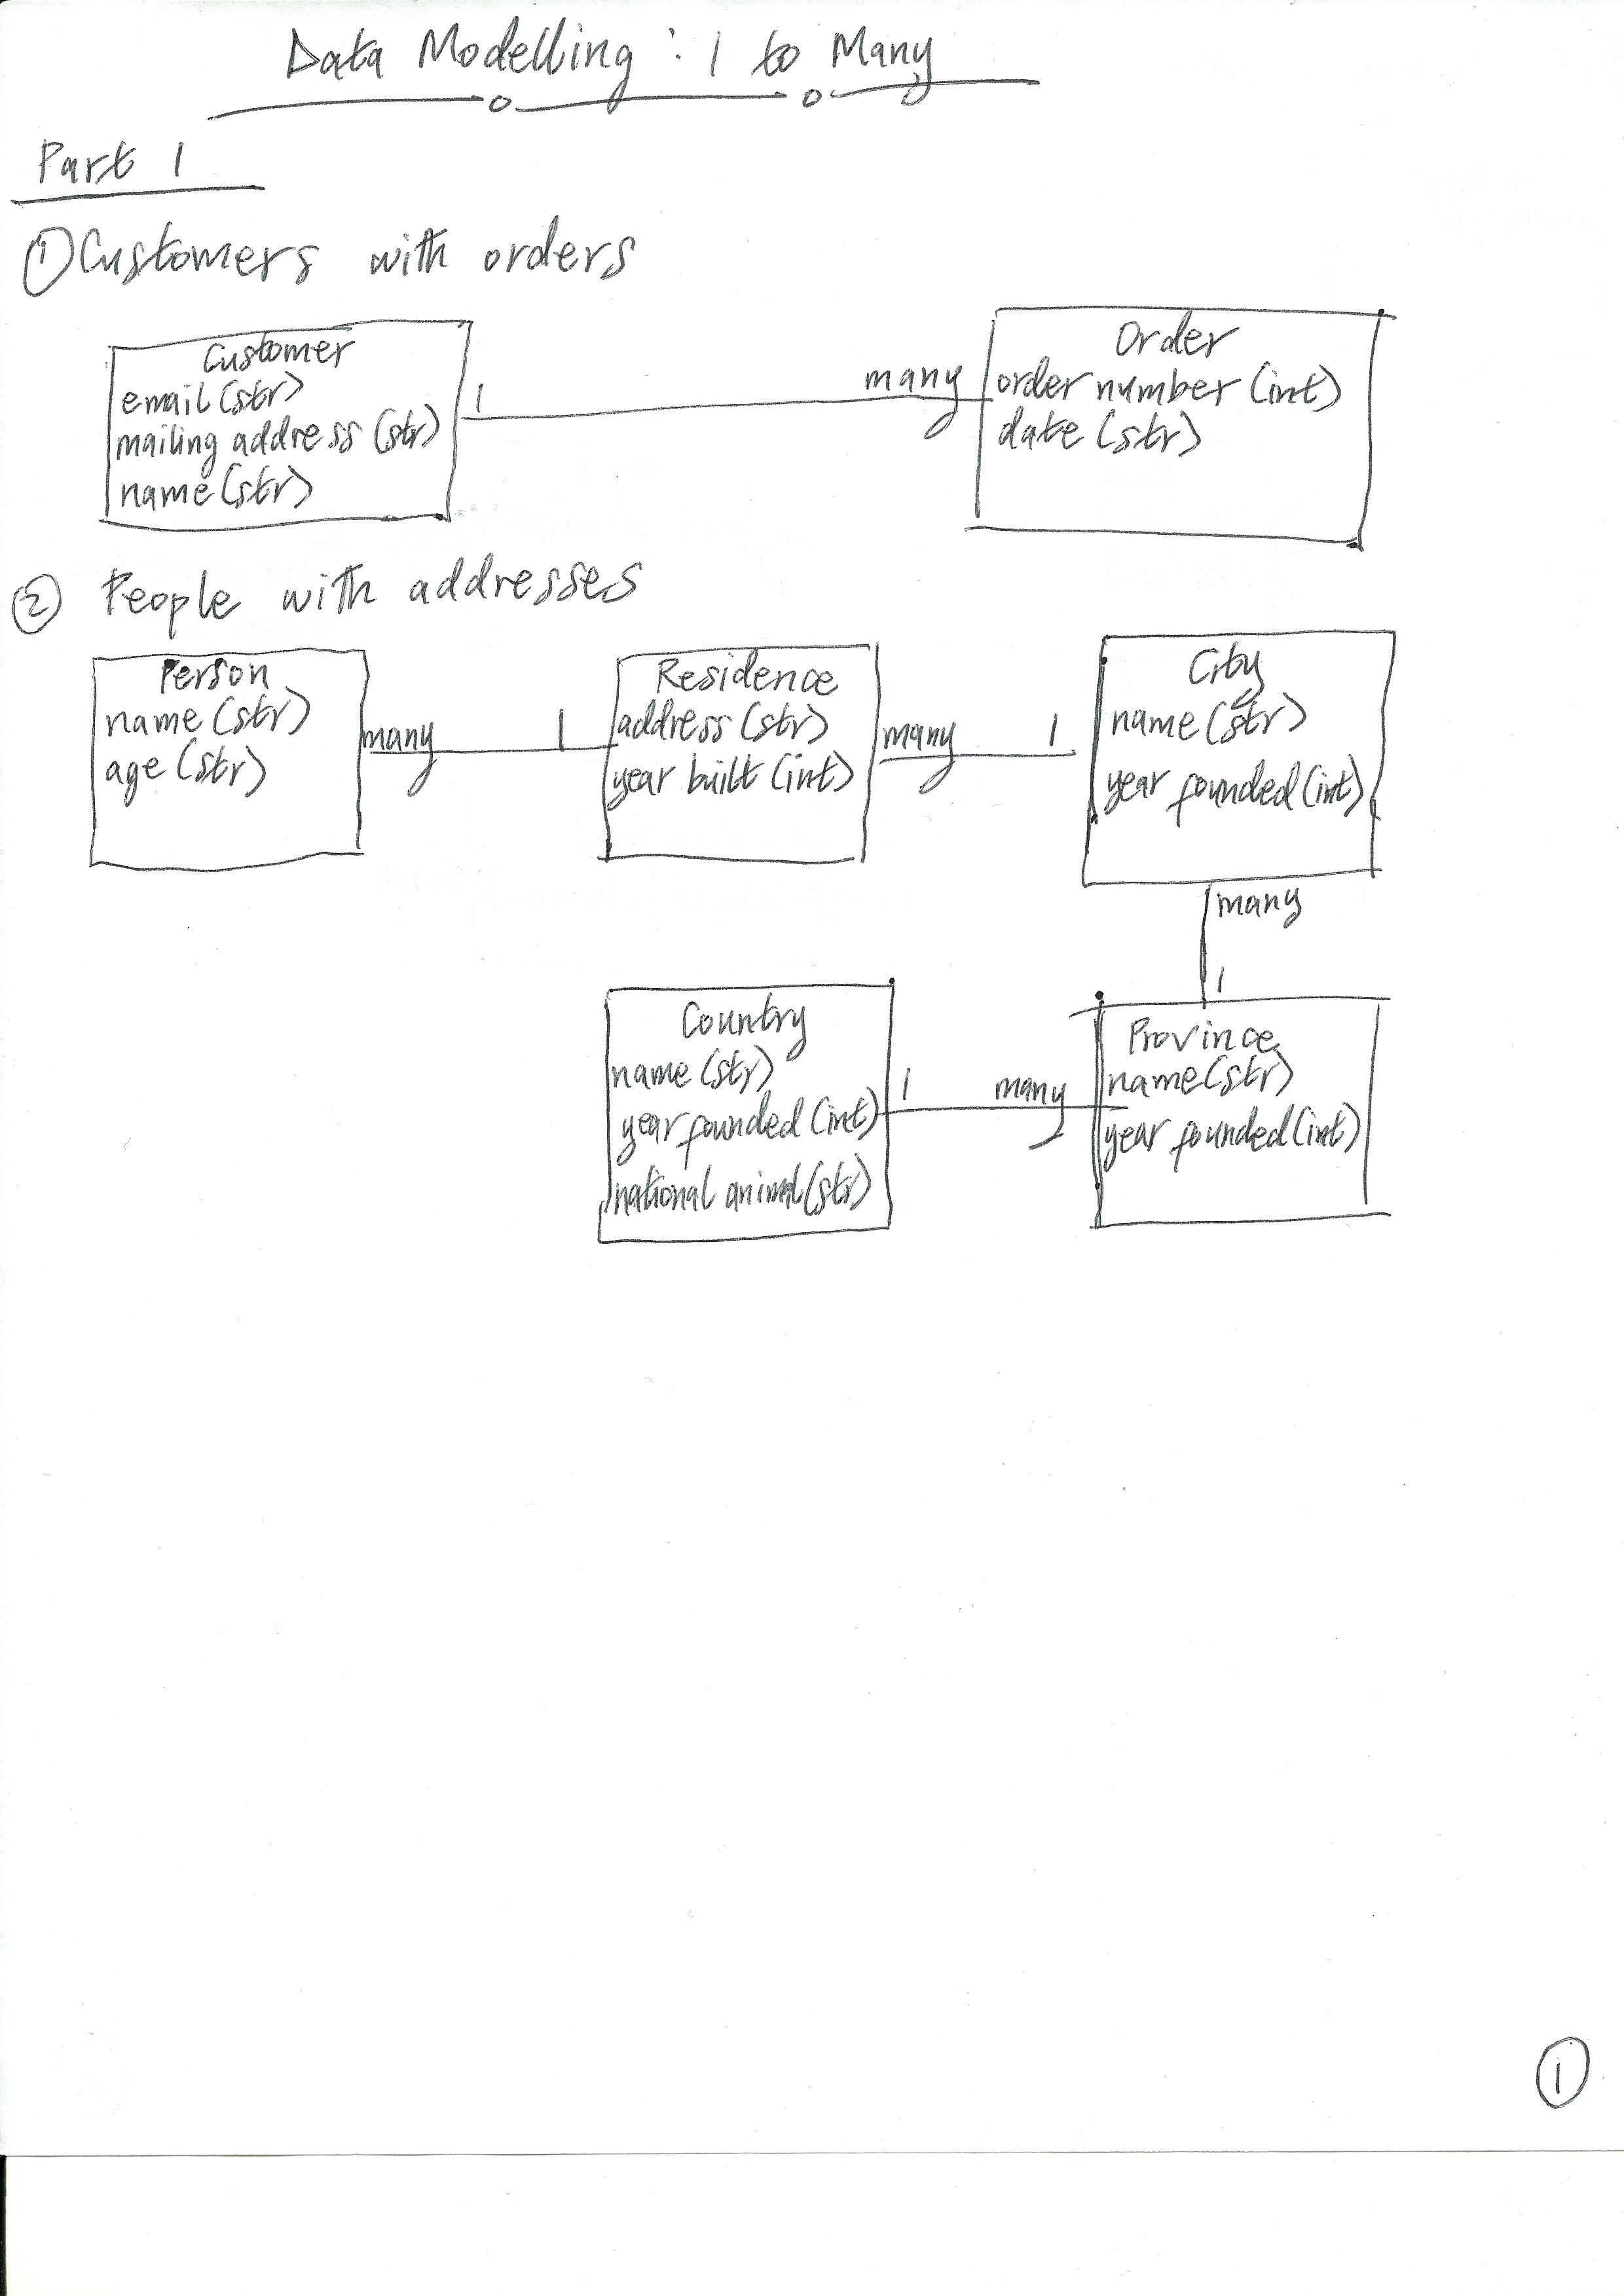 Data Modelling : 1 to Many
Part 1
① Customers with orders
Customer
email (str)
mailing address (str)
name (str)
1
many
Order
order number (int)
date (str)
② People with addresses
Person
name (str)
age (str)
many
1
Residence
address (str)
year built (int)
many
1
City
name (str)
year founded (int)
many
1
Country
name (str)
year founded (int)
national animal (str)
1
many
Province
name (str)
year founded (int)
①